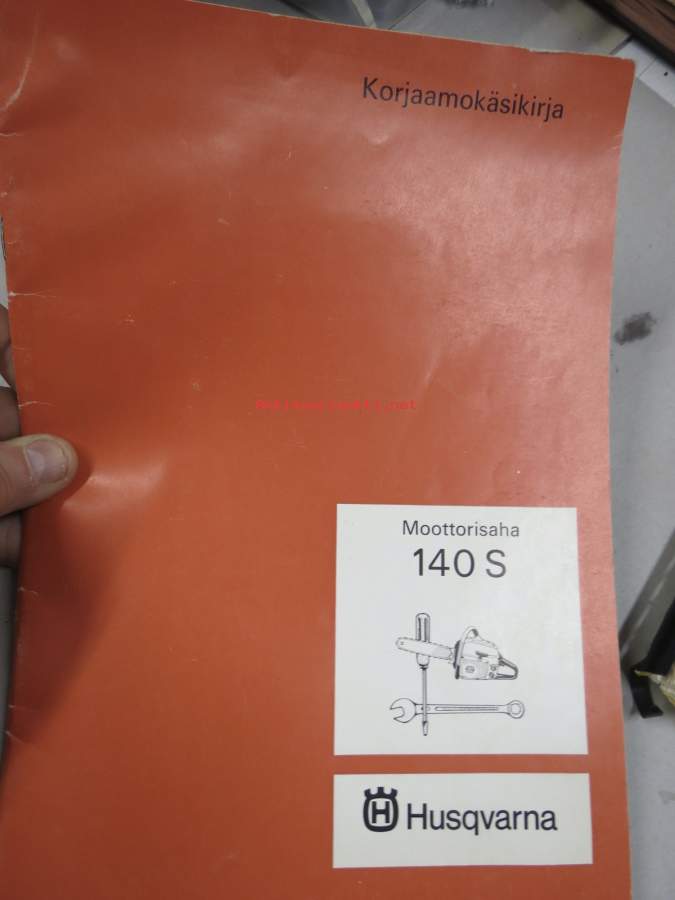 Korjaamokäsikirja
Moottorisaha
140 S
Husqvarna